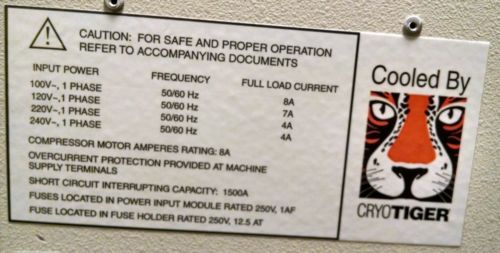 CAUTION: FOR SAFE AND PROPER OPERATION
REFER TO ACCOMPANYING DOCUMENTS
INPUT POWER FREQUENCY FULL LOAD CURRENT
100V~, 1 PHASE 50/60 Hz 8A
120V~, 1 PHASE 50/60 Hz 7A
220V~, 1 PHASE 50/60 Hz 4A
240V~, 1 PHASE 50/60 Hz 4A
COMPRESSOR MOTOR AMPERES RATING: 8A
OVERCURRENT PROTECTION PROVIDED AT MACHINE
SUPPLY TERMINALS
SHORT CIRCUIT INTERRUPTING CAPACITY: 1500A
FUSES LOCATED IN POWER INPUT MODULE RATED 250V, 1AF
FUSE LOCATED IN FUSE HOLDER RATED 250V, 12.5 AT
Cooled By
CRYOTIGER